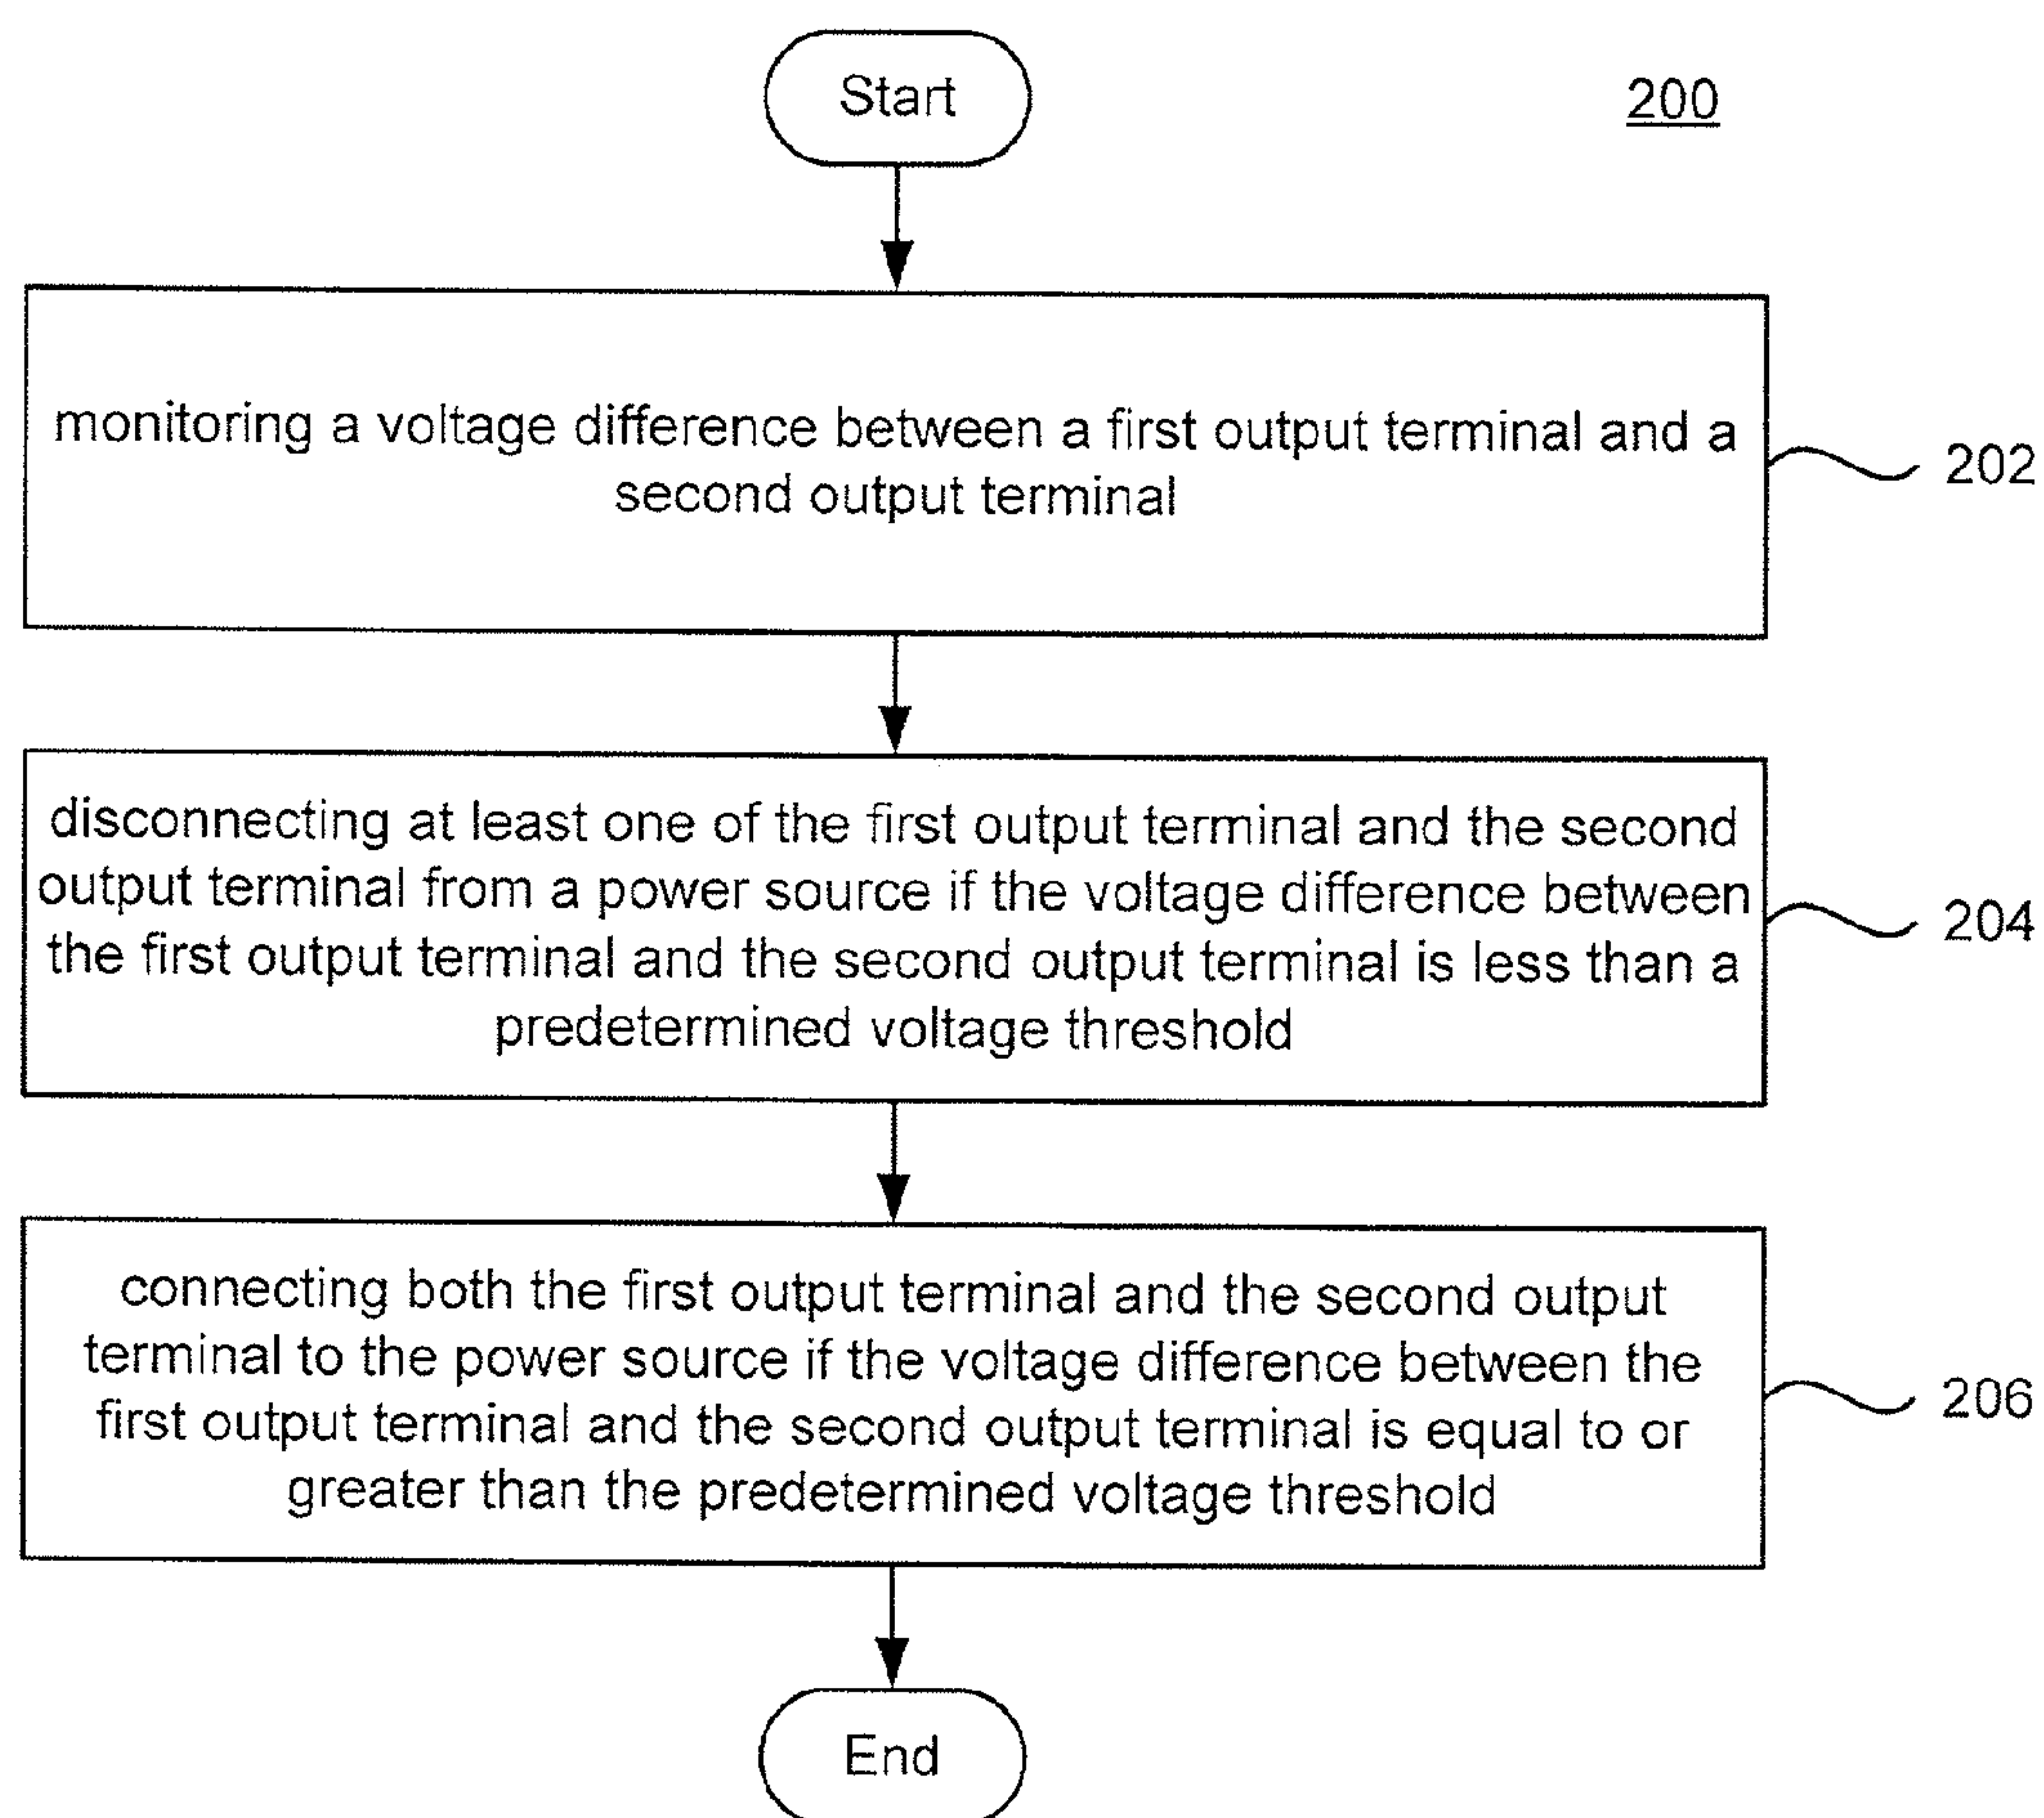 Start
200
monitoring a voltage difference between a first output terminal and a
second output terminal
202
disconnecting at least one of the first output terminal and the second
output terminal from a power source if the voltage difference between
the first output terminal and the second output terminal is less than a
predetermined voltage threshold
204
connecting both the first output terminal and the second output
terminal to the power source if the voltage difference between the
first output terminal and the second output terminal is equal to or
greater than the predetermined voltage threshold
206
End